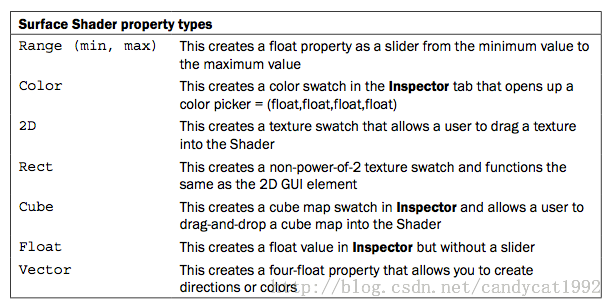 Surface Shader property types
Range (min, max) This creates a float property as a slider from the minimum value to
the maximum value
Color This creates a color swatch in the Inspector tab that opens up a
color picker = (float,float,float,float)
2D This creates a texture swatch that allows a user to drag a texture
into the Shader
Rect This creates a non-power-of-2 texture swatch and functions the
same as the 2D GUI element
Cube This creates a cube map swatch in Inspector and allows a user to
drag-and-drop a cube map into the Shader
Float This creates a float value in Inspector but without a slider
Vector This creates a four-float property that allows you to create
directions or colors
http://blog.csdn.net/candycat1992